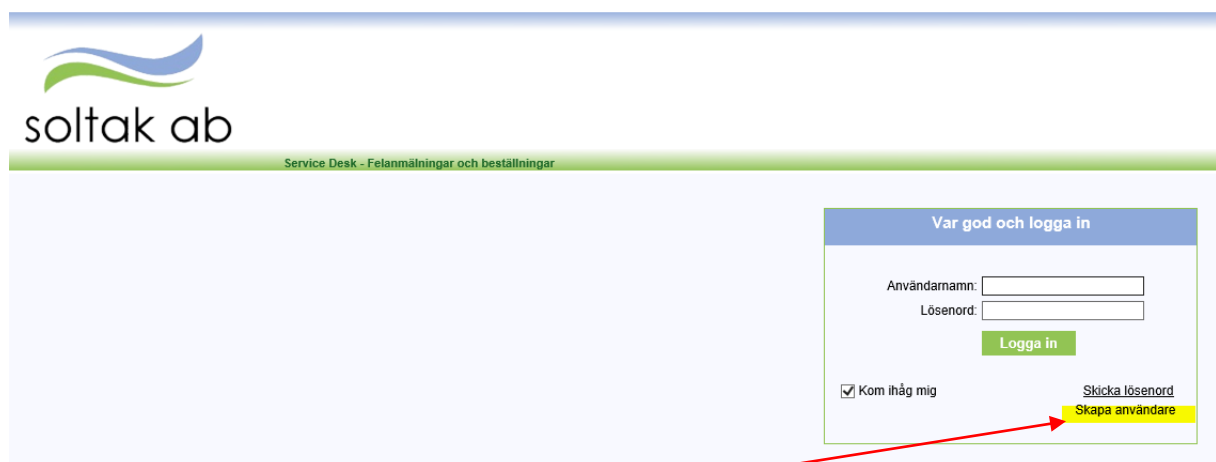 soltak ab
Service Desk - Felanmälningar och beställningar
Var god och logga in
Användarnamn:
Lösenord:
Logga in
Kom ihåg mig
Skicka lösenord
Skapa användare